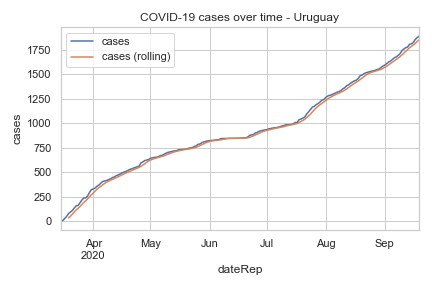 COVID-19 cases over time - Uruguay
cases
cases (rolling)
cases
1750
1500
1250
1000
750
500
250
0
Apr
2020
May
Jun
Jul
Aug
Sep
dateRep